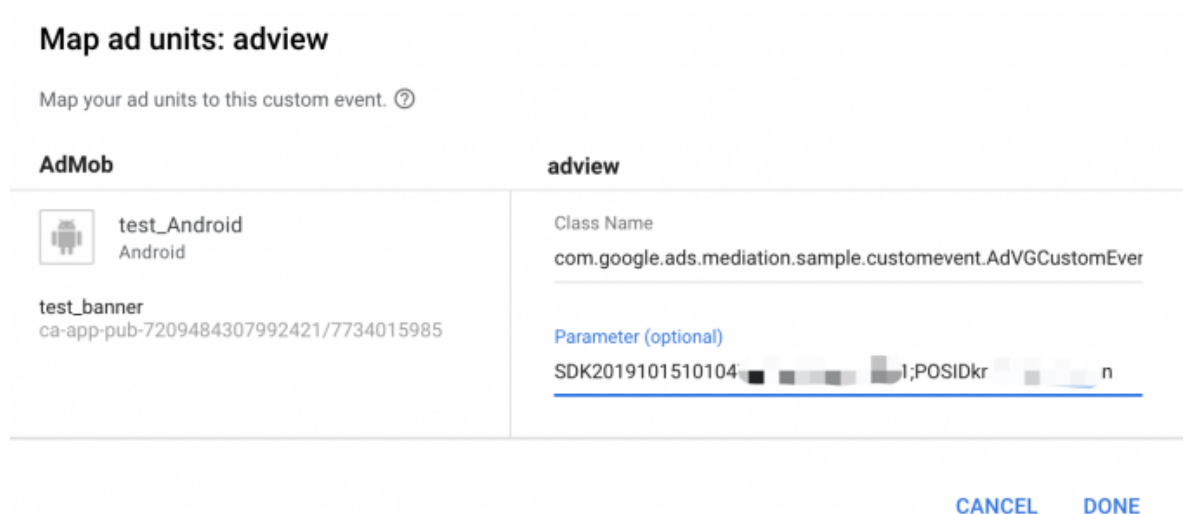 Map ad units: adview
Map your ad units to this custom event.
AdMob
adview
test_Android
Android
test_banner
ca-app-pub-7209484307992421/7734015985
Class Name
com.google.ads.mediation.sample.customevent.AdVGCustomEver
Parameter (optional)
SDK2019101510104 1;POSIDkr n
CANCEL DONE